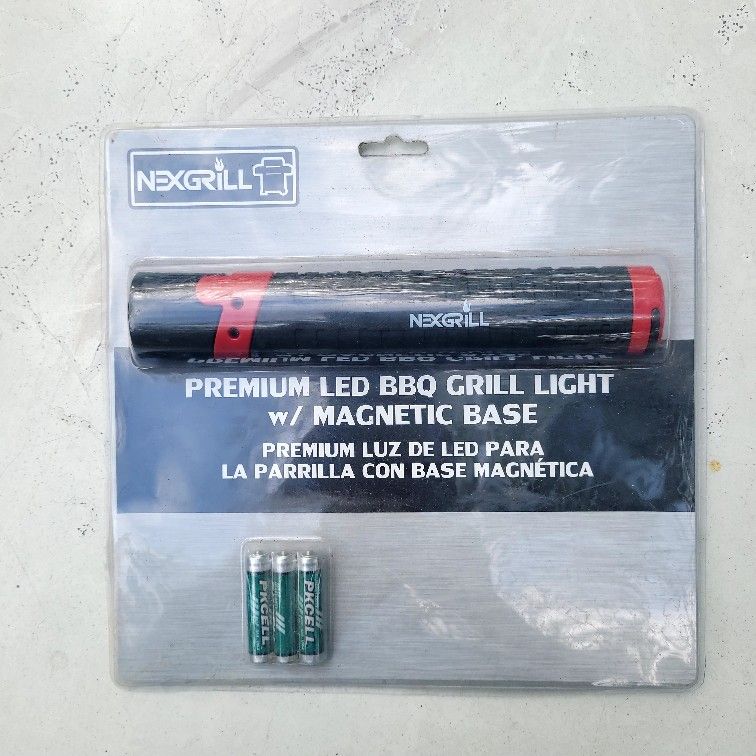 NEXGRILL
NEXGRILL
PREMIUM LED BBQ GRILL LIGHT
w/ MAGNETIC BASE
PREMIUM LUZ DE LED PARA
LA PARRILLA CON BASE MAGNÉTICA
PKCELL
PKCELL